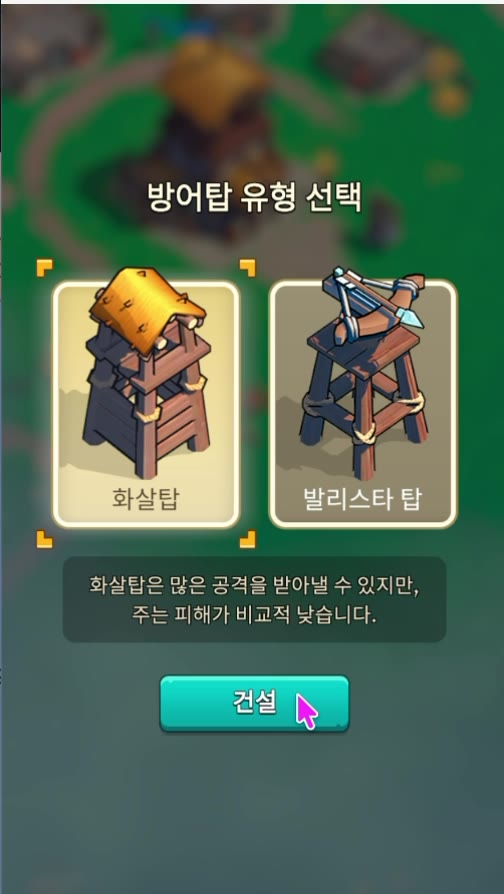 방어탑 유형 선택
화살탑
발리스타 탑
화살탑은 많은 공격을 받아낼 수 있지만,
주는 피해가 비교적 낮습니다.
건설